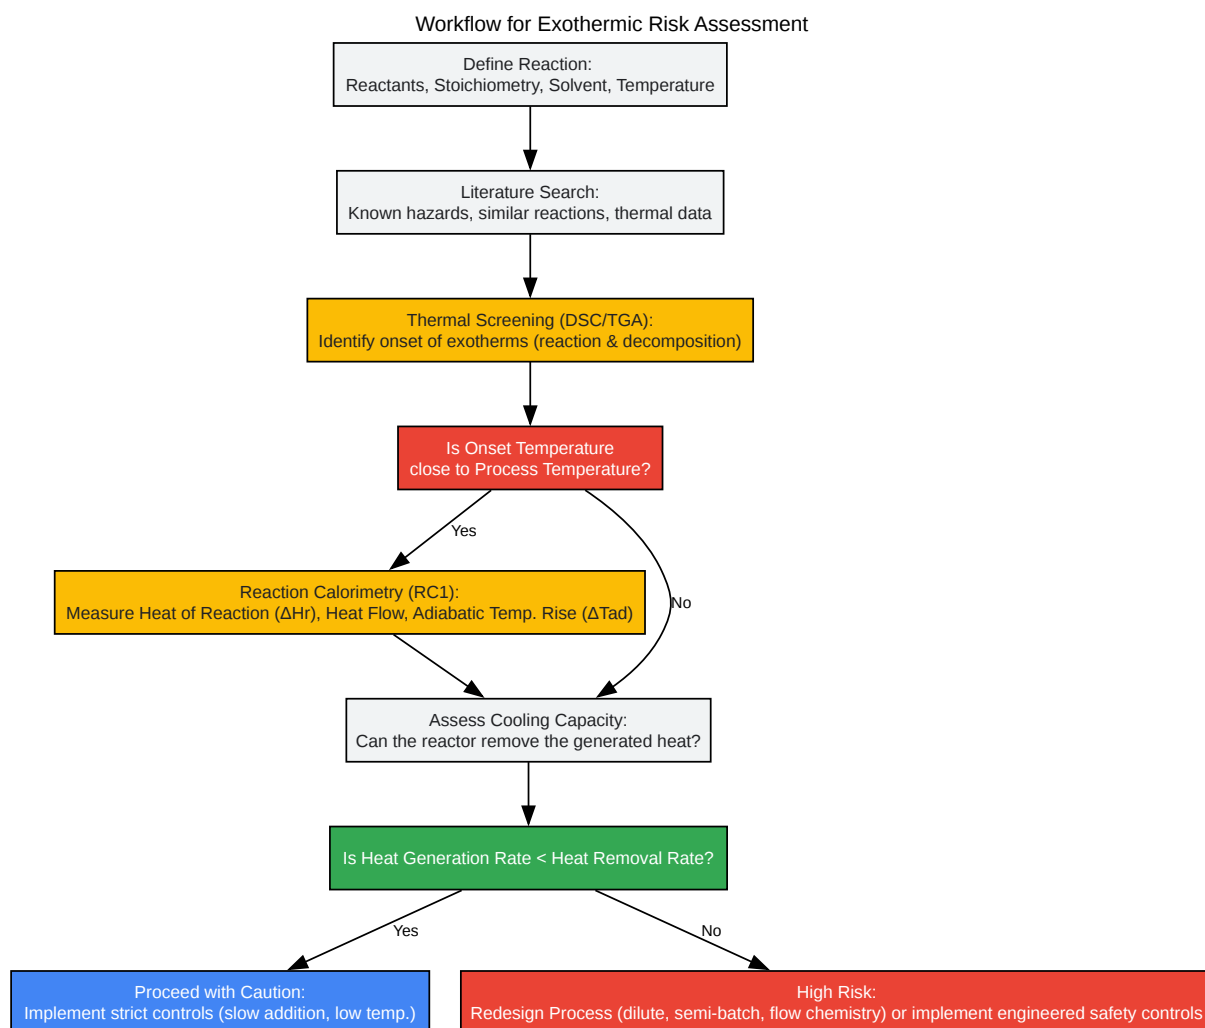 Workflow for Exothermic Risk Assessment
Define Reaction:
Reactants, Stoichiometry, Solvent, Temperature
Literature Search:
Known hazards, similar reactions, thermal data
Thermal Screening (DSC/TGA):
Identify onset of exotherms (reaction & decomposition)
Is Onset Temperature
close to Process Temperature?
Yes
No
Reaction Calorimetry (RC1):
Measure Heat of Reaction (ΔHr), Heat Flow, Adiabatic Temp. Rise (ΔTad)
Assess Cooling Capacity:
Can the reactor remove the generated heat?
Is Heat Generation Rate < Heat Removal Rate?
Yes
No
Proceed with Caution:
Implement strict controls (slow addition, low temp.)
High Risk:
Redesign Process (dilute, semi-batch, flow chemistry) or implement engineered safety controls